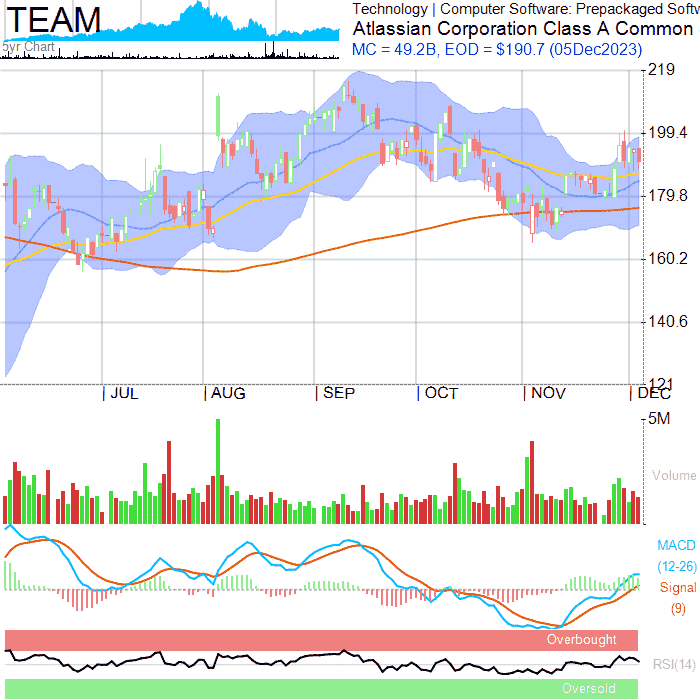 TEAM
5yr Chart
Technology | Computer Software: Prepackaged Softw
Atlassian Corporation Class A Common
MC = 49.2B, EOD = $190.7 (05Dec2023)
219
199.4
179.8
160.2
140.6
121
JUL AUG SEP OCT NOV DEC
5M
Volume
MACD
(12-26)
Signal
(9)
Overbought
RSI(14)
Oversold